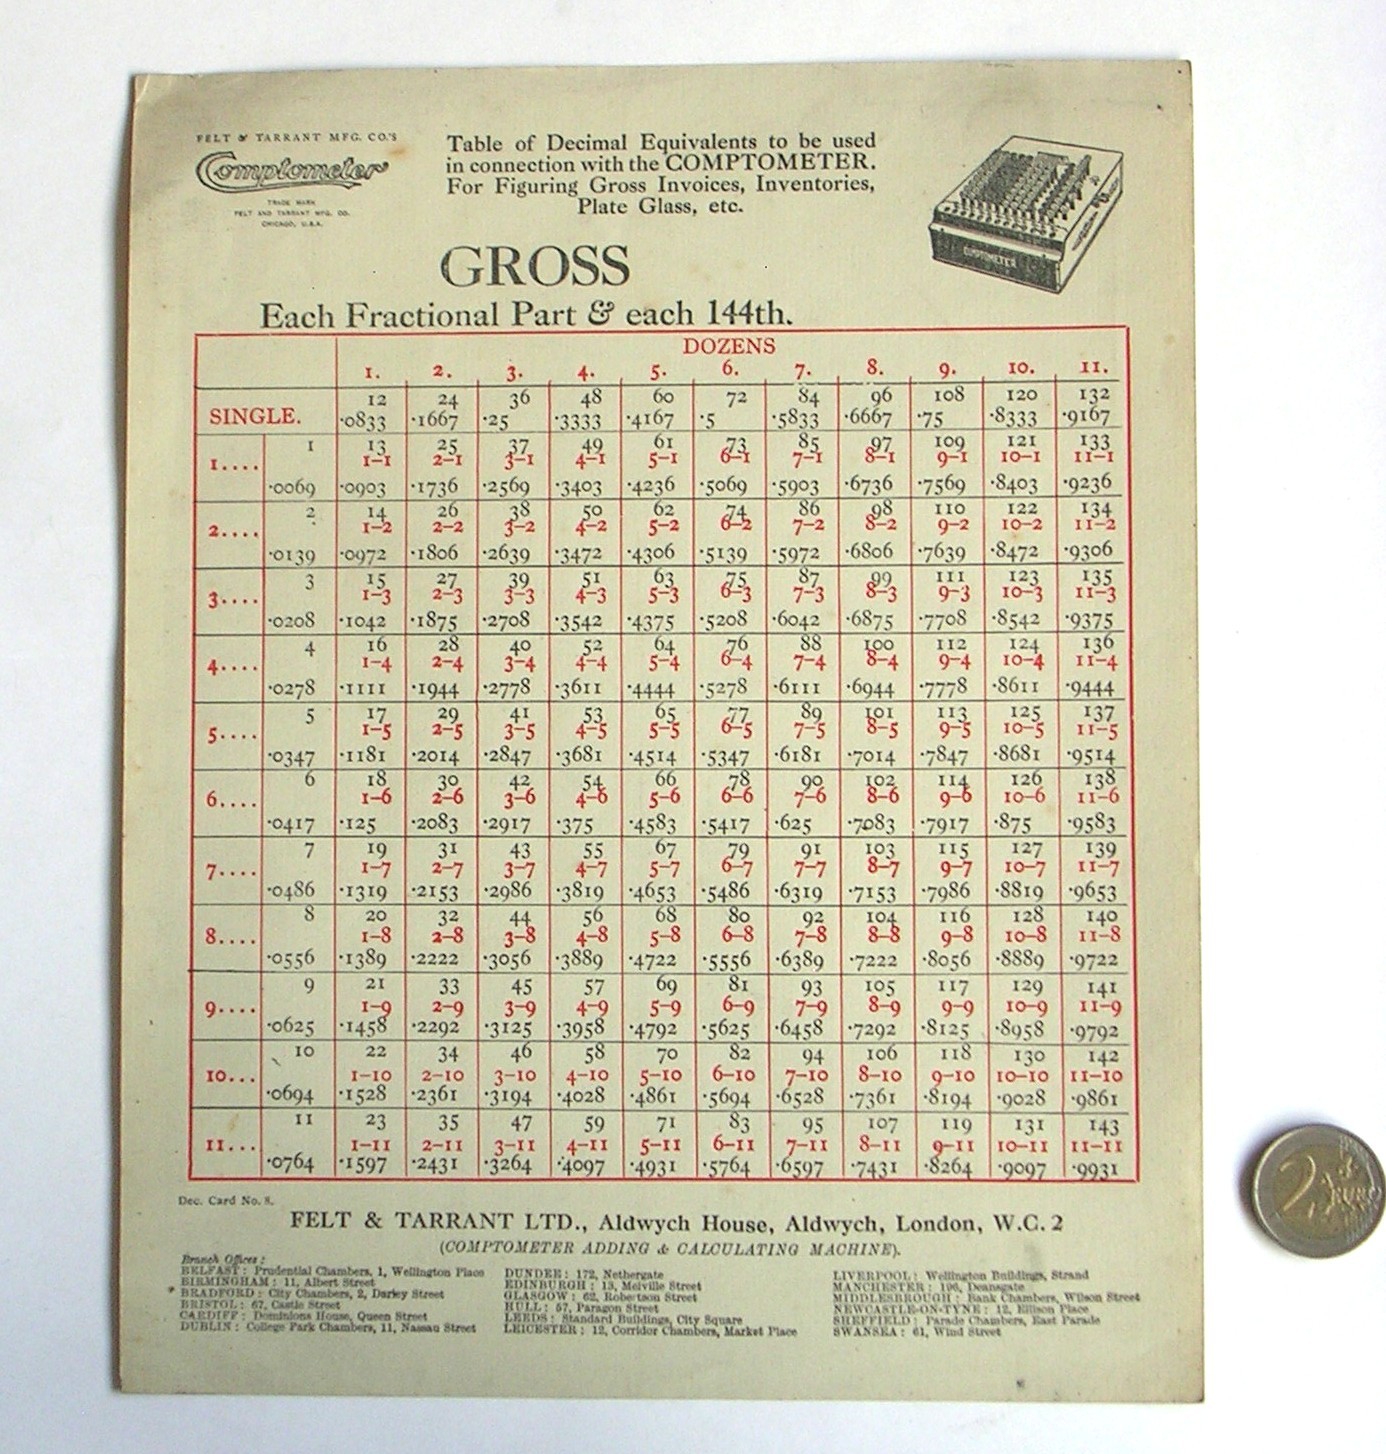 FELT & TARRANT MFG. CO.'S
Comptometer
TRADE MARK
FELT AND TARRANT MFG. CO.
CHICAGO, U.S.A.
Table of Decimal Equivalents to be used
in connection with the COMPTOMETER.
For Figuring Gross Invoices, Inventories,
Plate Glass, etc.
COMPTOMETER
GROSS
Each Fractional Part & each 144th.
DOZENS
1. 2. 3. 4. 5. 6. 7. 8. 9. 10. 11.
12 24 36 48 60 72 84 96 108 120 132
SINGLE.
·0833 ·1667 ·25 ·3333 ·4167 ·5 ·5833 ·6667 ·75 ·8333 ·9167
1 13 25 37 49 61 73 85 97 109 121 133
1.... 1–1 2–1 3–1 4–1 5–1 6–1 7–1 8–1 9–1 10–1 11–1
·0069 ·0903 ·1736 ·2569 ·3403 ·4236 ·5069 ·5903 ·6736 ·7569 ·8403 ·9236
2 14 26 38 50 62 74 86 98 110 122 134
2.... 1–2 2–2 3–2 4–2 5–2 6–2 7–2 8–2 9–2 10–2 11–2
·0139 ·0972 ·1806 ·2639 ·3472 ·4306 ·5139 ·5972 ·6806 ·7639 ·8472 ·9306
3 15 27 39 51 63 75 87 99 111 123 135
3.... 1–3 2–3 3–3 4–3 5–3 6–3 7–3 8–3 9–3 10–3 11–3
·0208 ·1042 ·1875 ·2708 ·3542 ·4375 ·5208 ·6042 ·6875 ·7708 ·8542 ·9375
4 16 28 40 52 64 76 88 100 112 124 136
4.... 1–4 2–4 3–4 4–4 5–4 6–4 7–4 8–4 9–4 10–4 11–4
·0278 ·1111 ·1944 ·2778 ·3611 ·4444 ·5278 ·6111 ·6944 ·7778 ·8611 ·9444
5 17 29 41 53 65 77 89 101 113 125 137
5.... 1–5 2–5 3–5 4–5 5–5 6–5 7–5 8–5 9–5 10–5 11–5
·0347 ·1181 ·2014 ·2847 ·3681 ·4514 ·5347 ·6181 ·7014 ·7847 ·8681 ·9514
6 18 30 42 54 66 78 90 102 114 126 138
6.... 1–6 2–6 3–6 4–6 5–6 6–6 7–6 8–6 9–6 10–6 11–6
·0417 ·125 ·2083 ·2917 ·375 ·4583 ·5417 ·625 ·7083 ·7917 ·875 ·9583
7 19 31 43 55 67 79 91 103 115 127 139
7.... 1–7 2–7 3–7 4–7 5–7 6–7 7–7 8–7 9–7 10–7 11–7
·0486 ·1319 ·2153 ·2986 ·3819 ·4653 ·5486 ·6319 ·7153 ·7986 ·8819 ·9653
8 20 32 44 56 68 80 92 104 116 128 140
8.... 1–8 2–8 3–8 4–8 5–8 6–8 7–8 8–8 9–8 10–8 11–8
·0556 ·1389 ·2222 ·3056 ·3889 ·4722 ·5556 ·6389 ·7222 ·8056 ·8889 ·9722
9 21 33 45 57 69 81 93 105 117 129 141
9.... 1–9 2–9 3–9 4–9 5–9 6–9 7–9 8–9 9–9 10–9 11–9
·0625 ·1458 ·2292 ·3125 ·3958 ·4792 ·5625 ·6458 ·7292 ·8125 ·8958 ·9792
10 22 34 46 58 70 82 94 106 118 130 142
10... 1–10 2–10 3–10 4–10 5–10 6–10 7–10 8–10 9–10 10–10 11–10
·0694 ·1528 ·2361 ·3194 ·4028 ·4861 ·5694 ·6528 ·7361 ·8194 ·9028 ·9861
11 23 35 47 59 71 83 95 107 119 131 143
11... 1–11 2–11 3–11 4–11 5–11 6–11 7–11 8–11 9–11 10–11 11–11
·0764 ·1597 ·2431 ·3264 ·4097 ·4931 ·5764 ·6597 ·7431 ·8264 ·9097 ·9931
Dec. Card No. 8.
FELT & TARRANT LTD., Aldwych House, Aldwych, London, W.C. 2
(COMPTOMETER ADDING & CALCULATING MACHINE).
Branch Offices:
BELFAST: Prudential Chambers, 1, Wellington Place
BIRMINGHAM: 11, Albert Street
BRADFORD: City Chambers, 2, Darley Street
BRISTOL: 67, Castle Street
CARDIFF: Dominions House, Queen Street
DUBLIN: College Park Chambers, 11, Nassau Street
DUNDEE: 172, Nethergate
EDINBURGH: 13, Melville Street
GLASGOW: 62, Robertson Street
HULL: 57, Paragon Street
LEEDS: Standard Buildings, City Square
LEICESTER: 12, Corridor Chambers, Market Place
LIVERPOOL: Wellington Buildings, Strand
MANCHESTER: 196, Deansgate
MIDDLESBROUGH: Bank Chambers, Wilson Street
NEWCASTLE-ON-TYNE: 12, Ellison Place
SHEFFIELD: Parade Chambers, East Parade
SWANSEA: 61, Wind Street
2 EURO